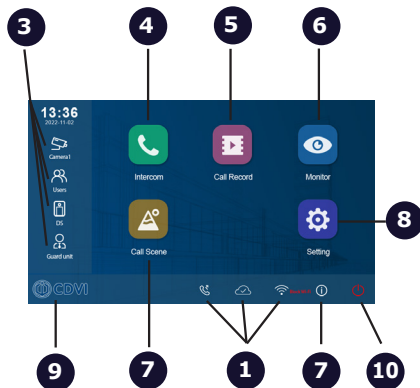 3
4
5
6
13:36
2022-11-02
Camera1
Users
DS
Guard unit
Intercom
Call Record
Monitor
Call Scene
Setting
8
CDVI
9
7
1
7
10